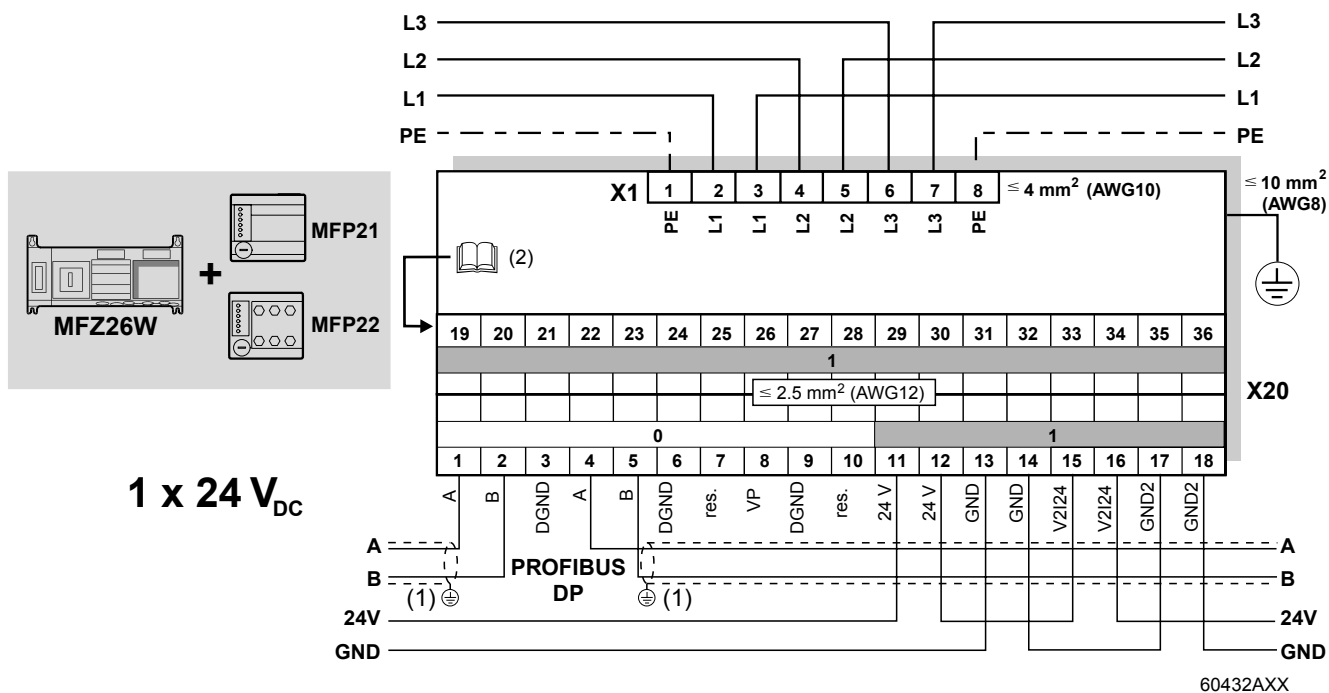 L3 L3
L2 L2
L1 L1
PE PE
X1 1 2 3 4 5 6 7 8 ≤ 4 mm² (AWG10)
≤ 10 mm²
(AWG8)
PE L1 L1 L2 L2 L3 L3 PE
MFP21
MFZ26W
+
MFP22
(2)
19 20 21 22 23 24 25 26 27 28 29 30 31 32 33 34 35 36
1
≤ 2.5 mm² (AWG12)
X20
0 1
1 2 3 4 5 6 7 8 9 10 11 12 13 14 15 16 17 18
A B DGND A B DGND res. VP DGND res. 24 V 24 V GND GND V2I24 V2I24 GND2 GND2
1 x 24 VDC
A A
PROFIBUS
DP
B B
(1) (1)
24V 24V
GND GND
60432AXX